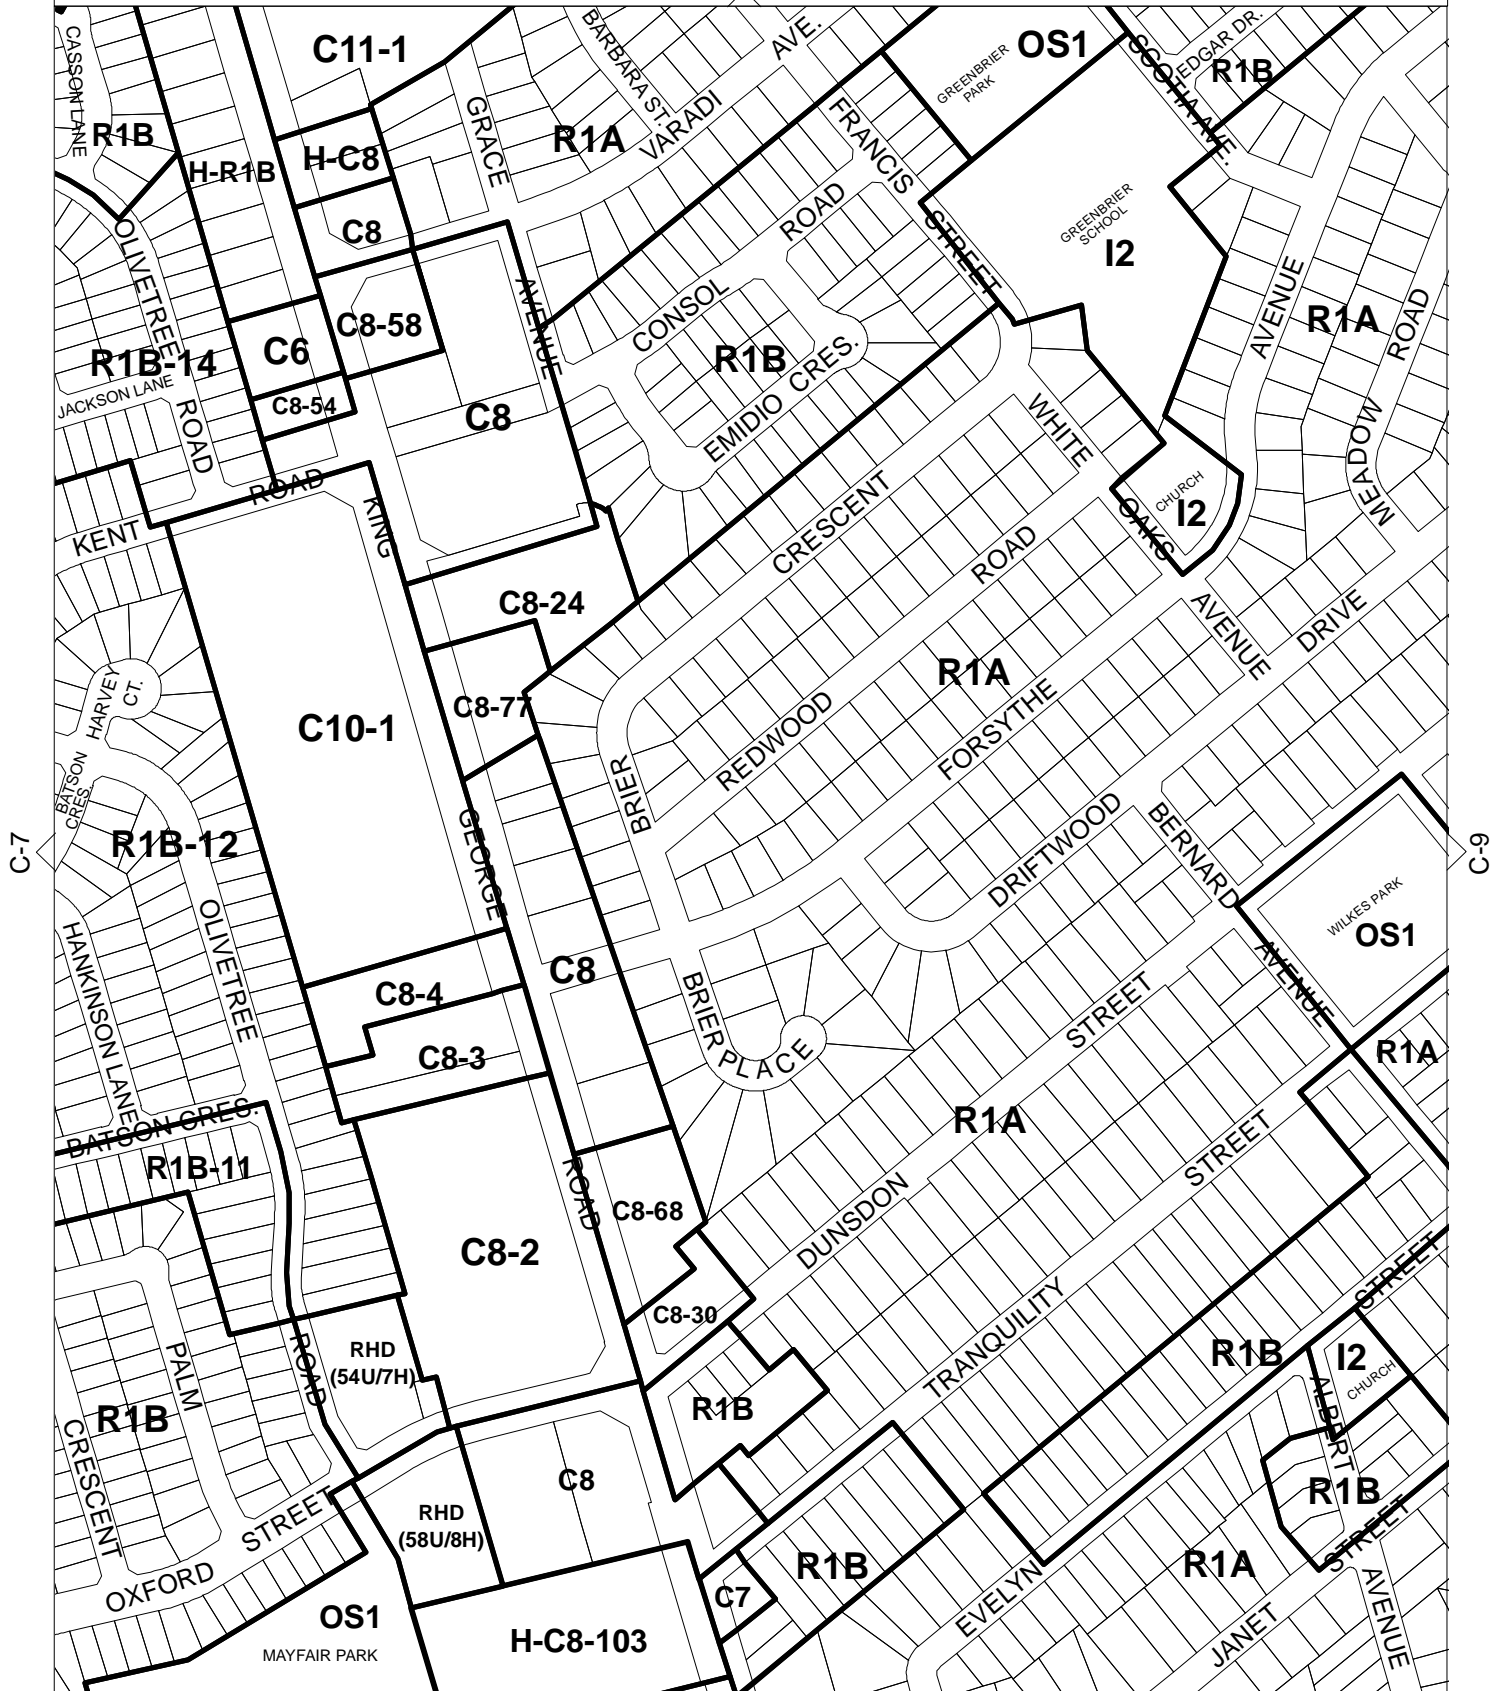 CASSON LANE
C11-1
BARBARA ST.
VARADI
AVE.
OS1
GREENBRIER
PARK
SCOTIA AVE.
EDGAR DR.
R1B
R1B
H-R1B
H-C8
GRACE
R1A
FRANCIS
STREET
C8
CONSOL
ROAD
GREENBRIER
SCHOOL
I2
OLIVETREE
ROAD
R1B-14
JACKSON LANE
C6
C8-58
C8-54
C8
AVENUE
R1B
EMIDIO CRES.
AVENUE
R1A
ROAD
MEADOW
WHITE
OAKS
AVENUE
CHURCH
I2
KENT
ROAD
KING
GEORGE
ROAD
CRESCENT
ROAD
C8-24
C8-77
C10-1
R1A
REDWOOD
FORSYTHE
DRIVE
HARVEY
CT.
BATSON
CRES.
BRIER
R1B-12
C-7
C-9
DRIFTWOOD
BERNARD
AVENUE
WILKES PARK
OS1
OLIVETREE
HANKINSON LANE
C8
C8-4
C8-3
BRIER
PLACE
STREET
R1A
R1A
BATSON CRES.
R1B-11
C8-68
C8-2
DUNSDON
STREET
STREET
C8-30
TRANQUILITY
RHD
(54U/7H)
ROAD
PALM
R1B
CRESCENT
R1B
R1B
I2
CHURCH
ALBERT
R1B
STREET
AVENUE
C8
RHD
(58U/8H)
STREET
OXFORD
OS1
MAYFAIR PARK
H-C8-103
C7
R1B
R1A
EVELYN
JANET